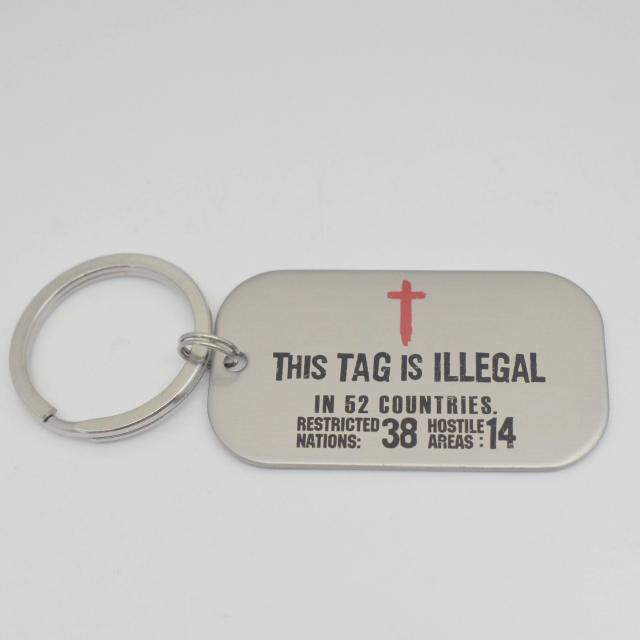 THIS TAG IS ILLEGAL
IN 52 COUNTRIES.
RESTRICTED NATIONS: 38 HOSTILE AREAS : 14